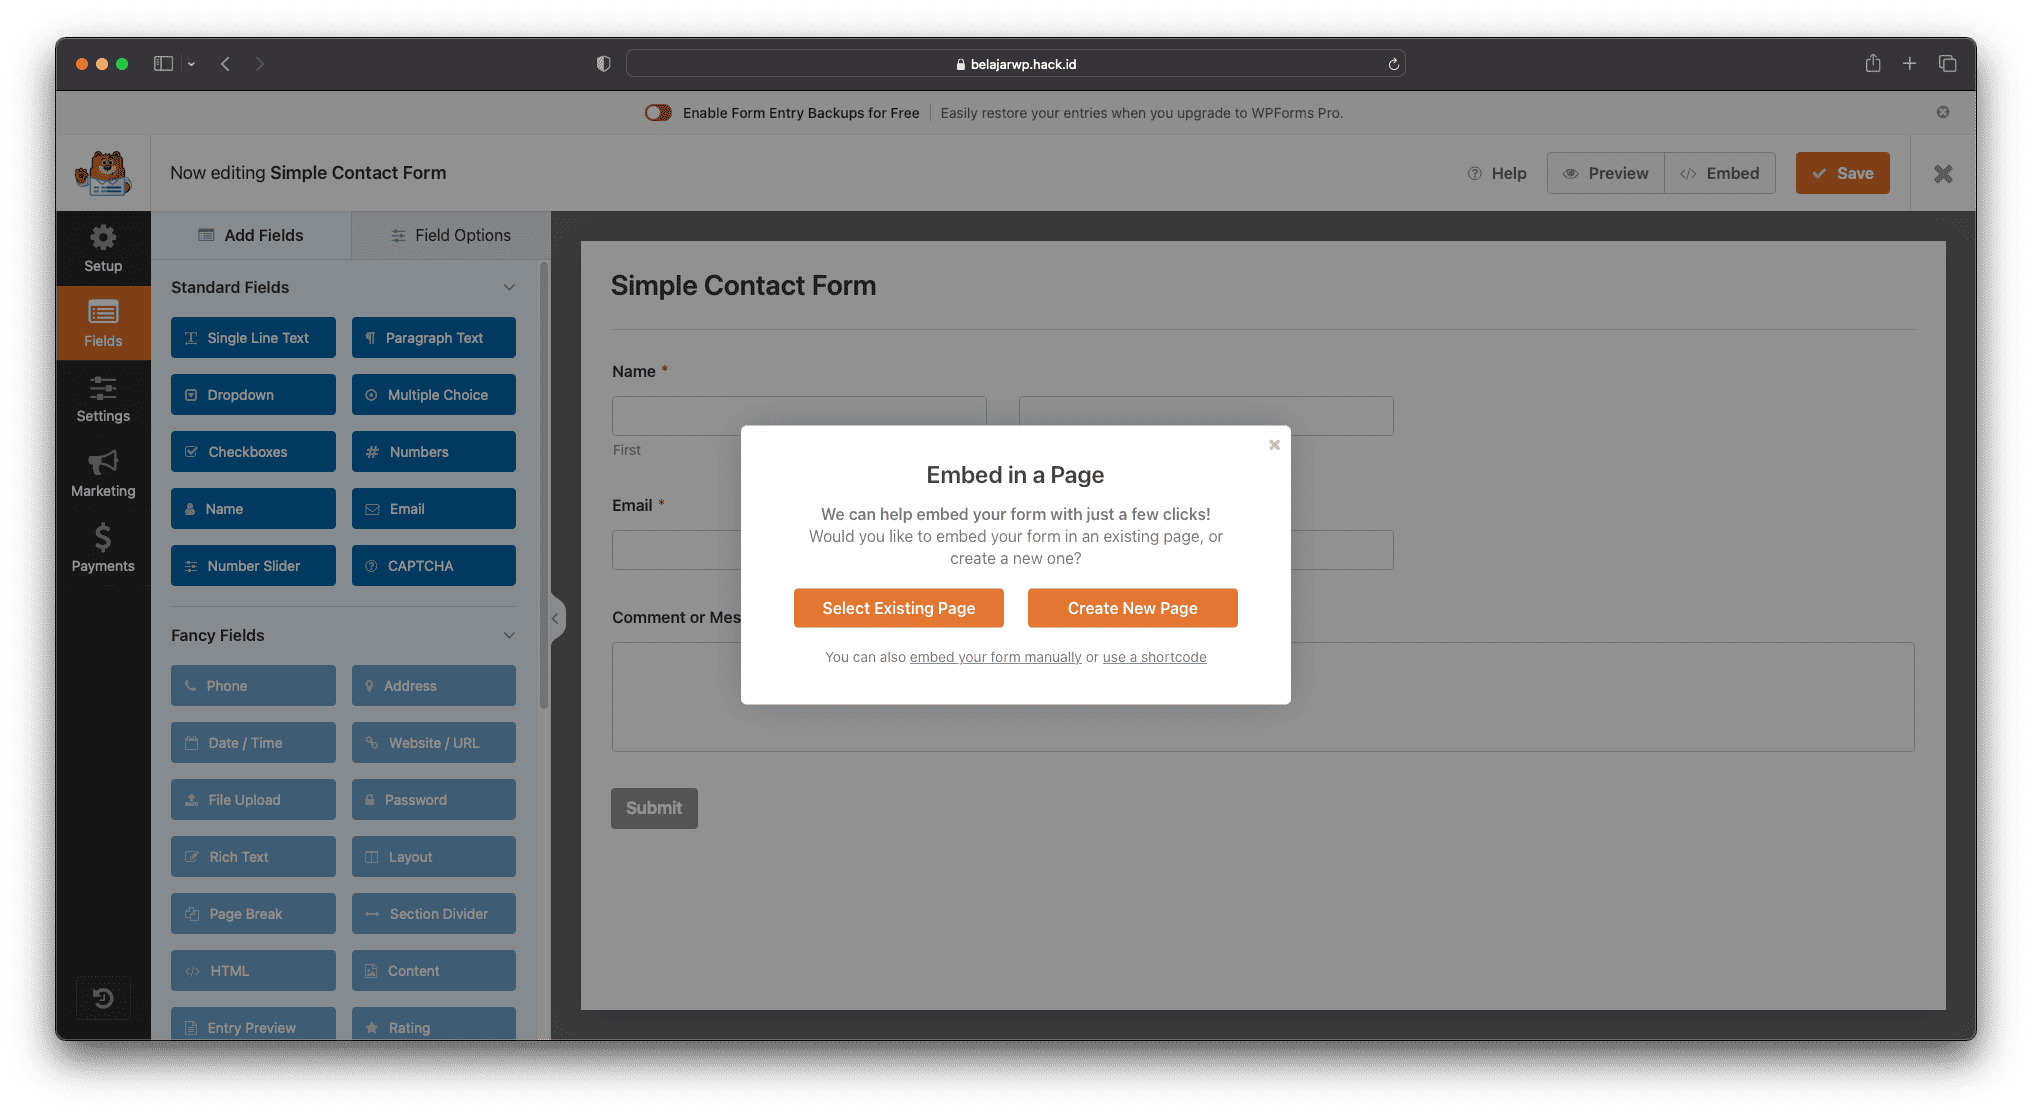 belajarwp.hack.id
Enable Form Entry Backups for Free Easily restore your entries when you upgrade to WPForms Pro.
Now editing Simple Contact Form
Help
Preview
Embed
Save
Setup
Fields
Settings
Marketing
Payments
Add Fields
Field Options
Standard Fields
Single Line Text
Paragraph Text
Dropdown
Multiple Choice
Checkboxes
Numbers
Name
Email
Number Slider
CAPTCHA
Fancy Fields
Phone
Address
Date / Time
Website / URL
File Upload
Password
Rich Text
Layout
Page Break
Section Divider
HTML
Content
Entry Preview
Rating
Simple Contact Form
Name *
First
Email *
Comment or Mes
Submit
Embed in a Page
We can help embed your form with just a few clicks!
Would you like to embed your form in an existing page, or
create a new one?
Select Existing Page
Create New Page
You can also embed your form manually or use a shortcode